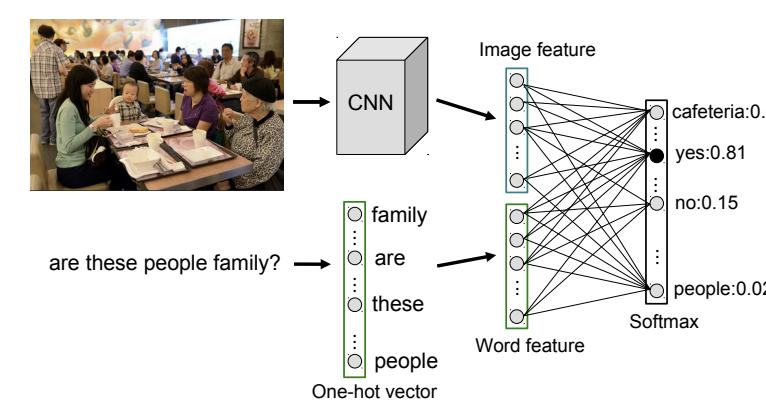 Image feature
CNN
cafeteria:0.
yes:0.81
no:0.15
people:0.02
Softmax
are these people family?
family
are
these
people
One-hot vector
Word feature